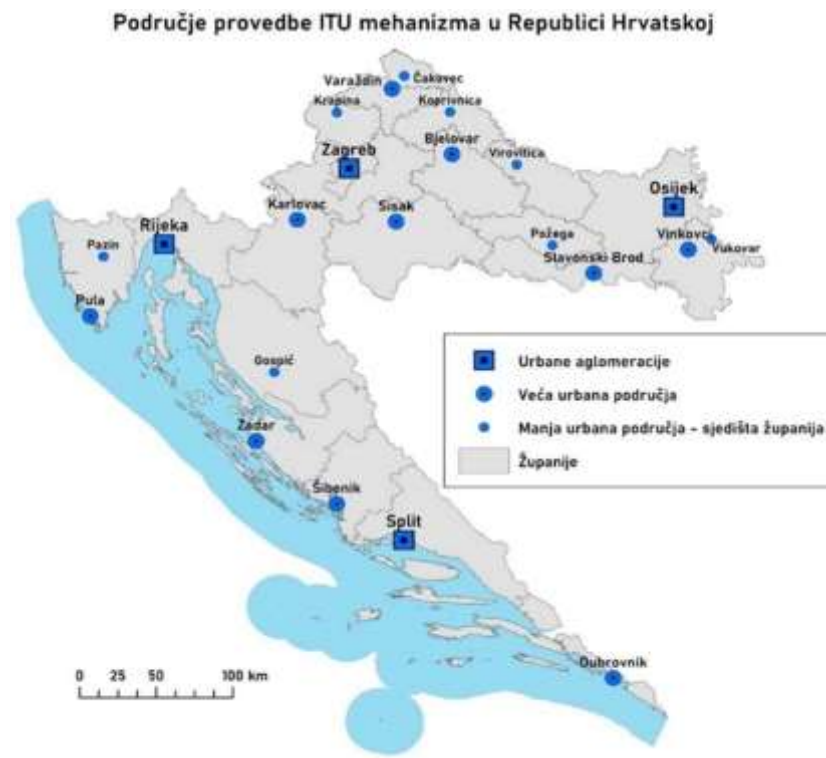 Područje provedbe ITU mehanizma u Republici Hrvatskoj
Varaždin
Čakovec
Krapina
Koprivnica
Zagreb
Bjelovar
Virovitica
Osijek
Karlovac
Sisak
Rijeka
Pazin
Požega
Vinkovci
Vukovar
Slavonski Brod
Pula
Gospić
Zadar
Šibenik
Split
Dubrovnik
Urbane aglomeracije
Veća urbana područja
Manja urbana područja - sjedišta županija
Županije
0 25 50 100 km